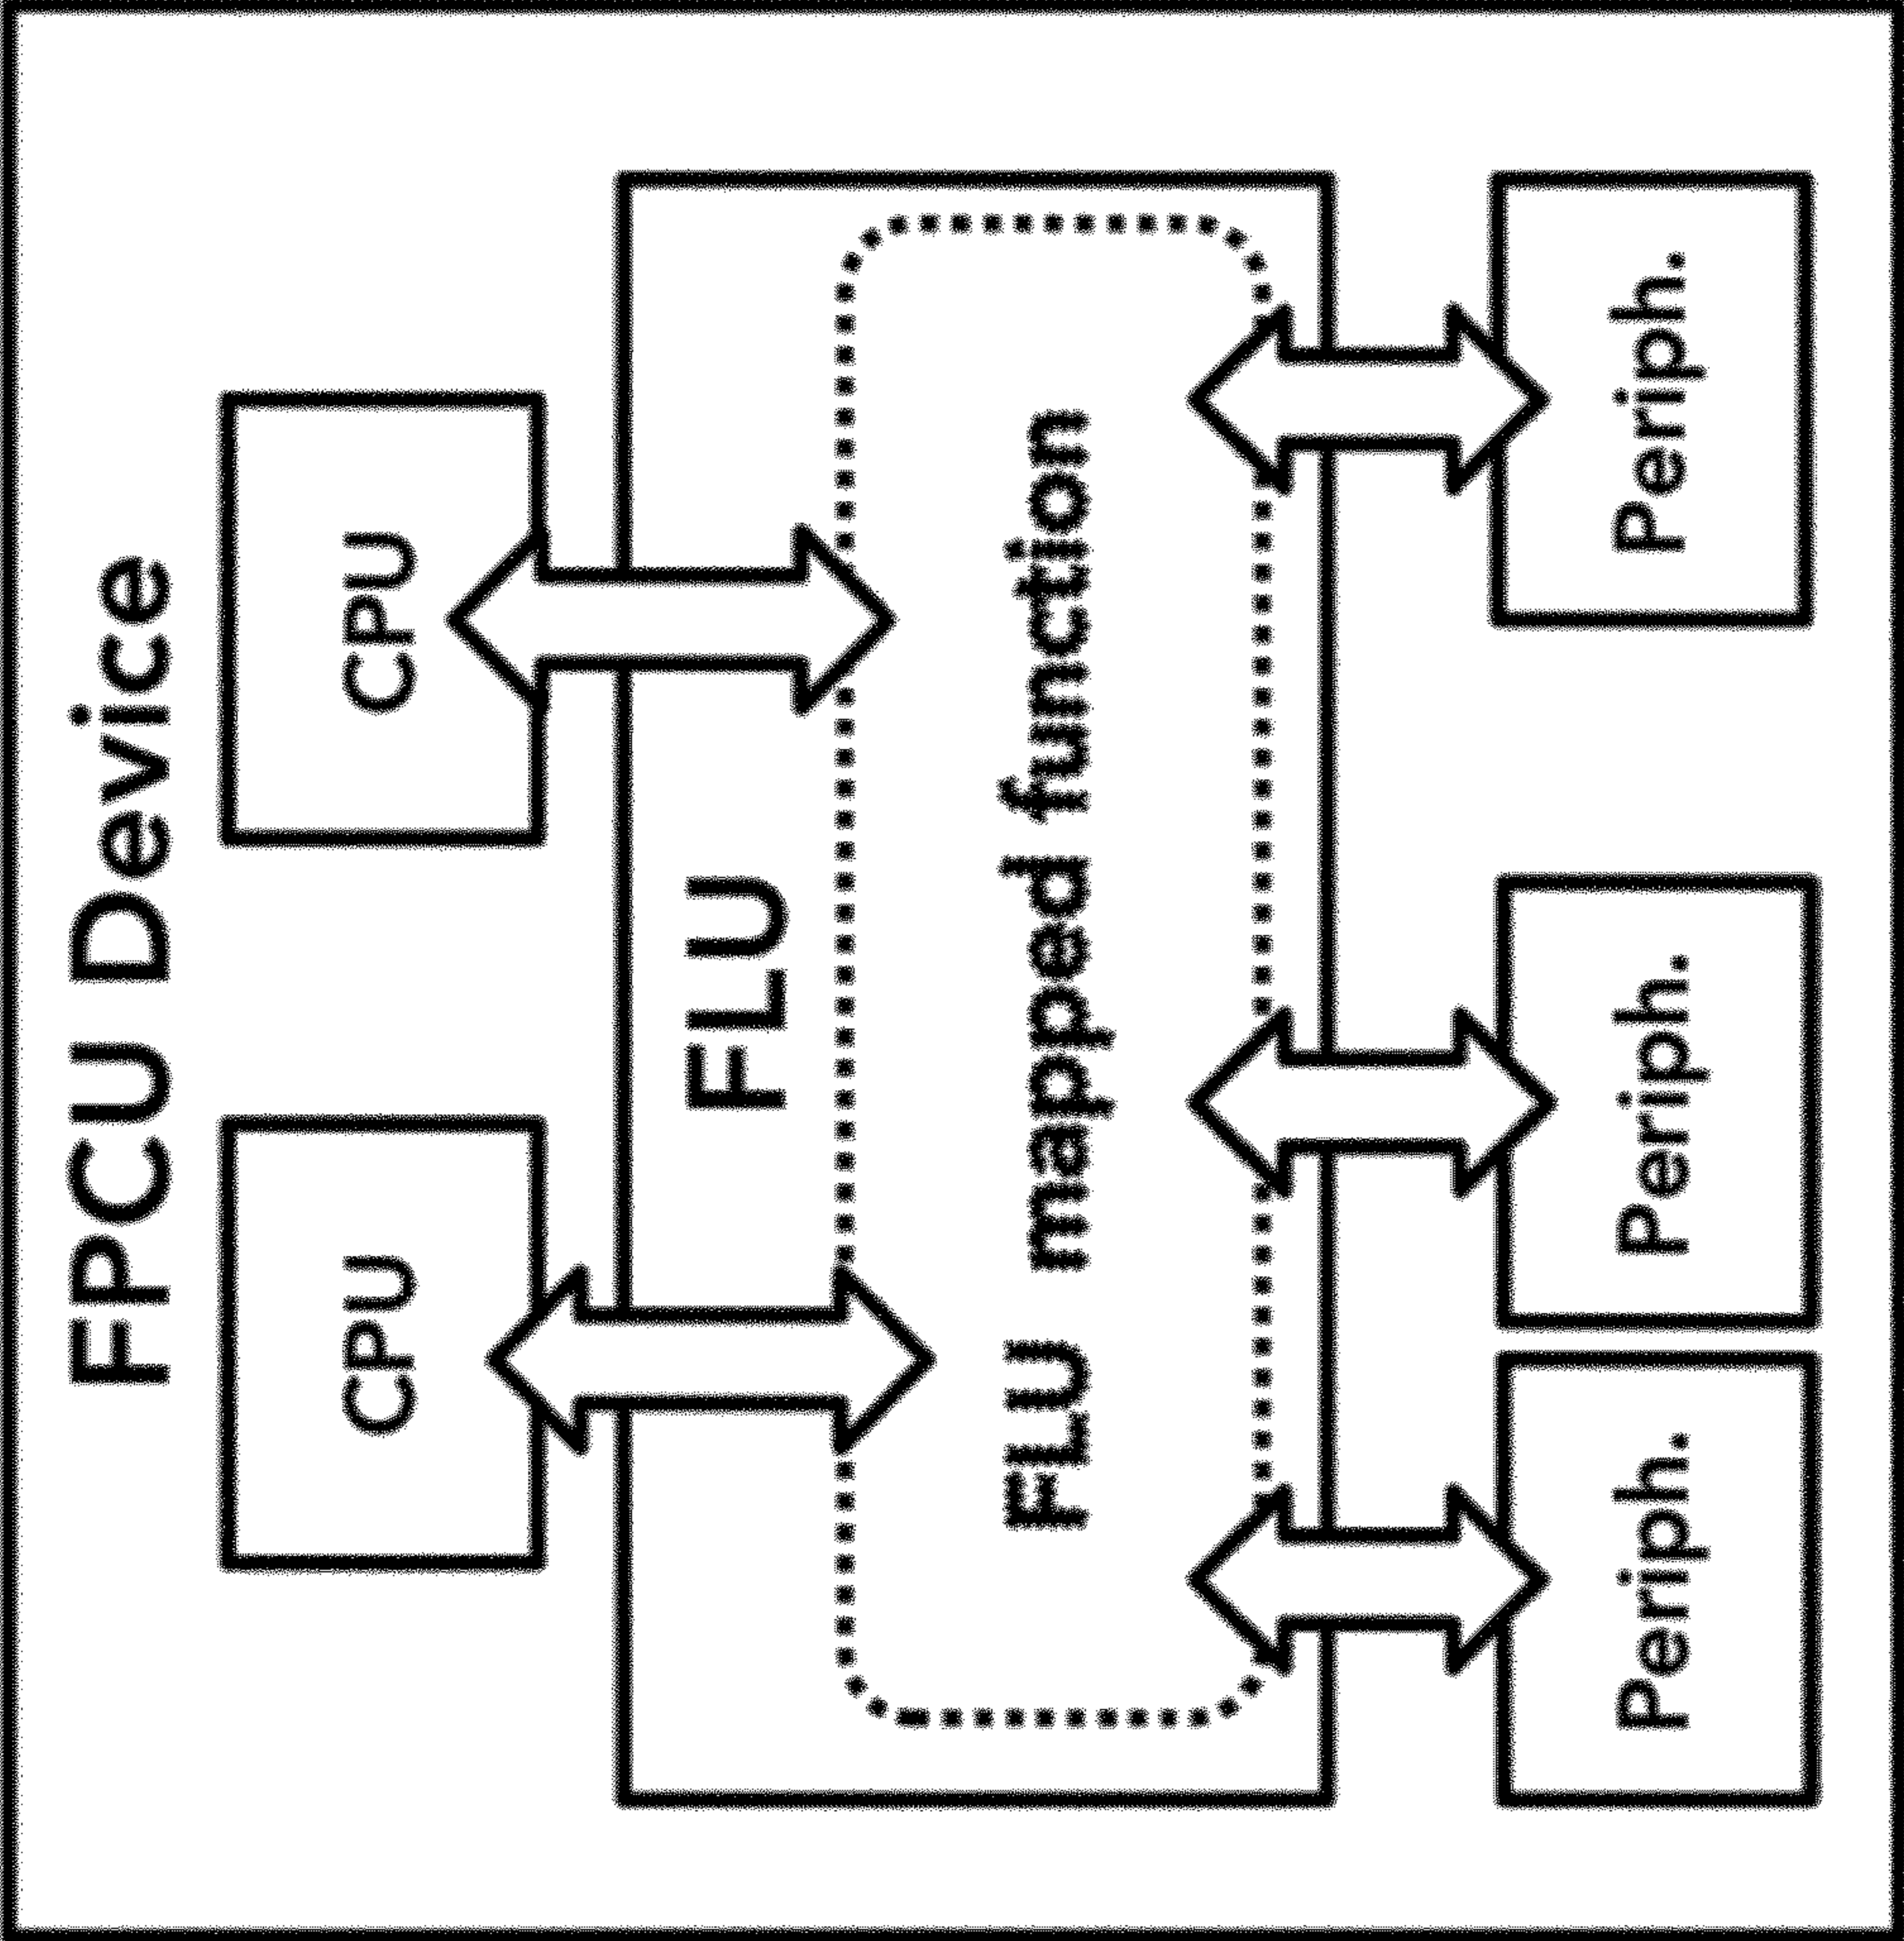 FPCU Device
CPU
CPU
FLU
FLU mapped function
Periph.
Periph.
Periph.